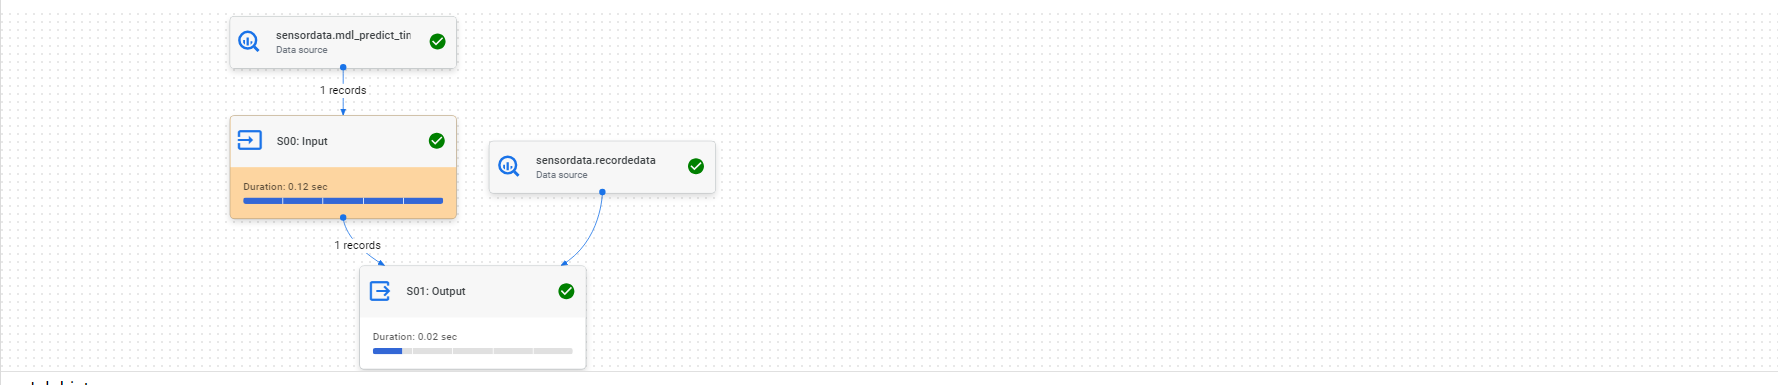 sensordata.mdl_predict_tin
Data source
1 records
S00: Input
Duration: 0.12 sec
sensordata.recordedata
Data source
1 records
S01: Output
Duration: 0.02 sec